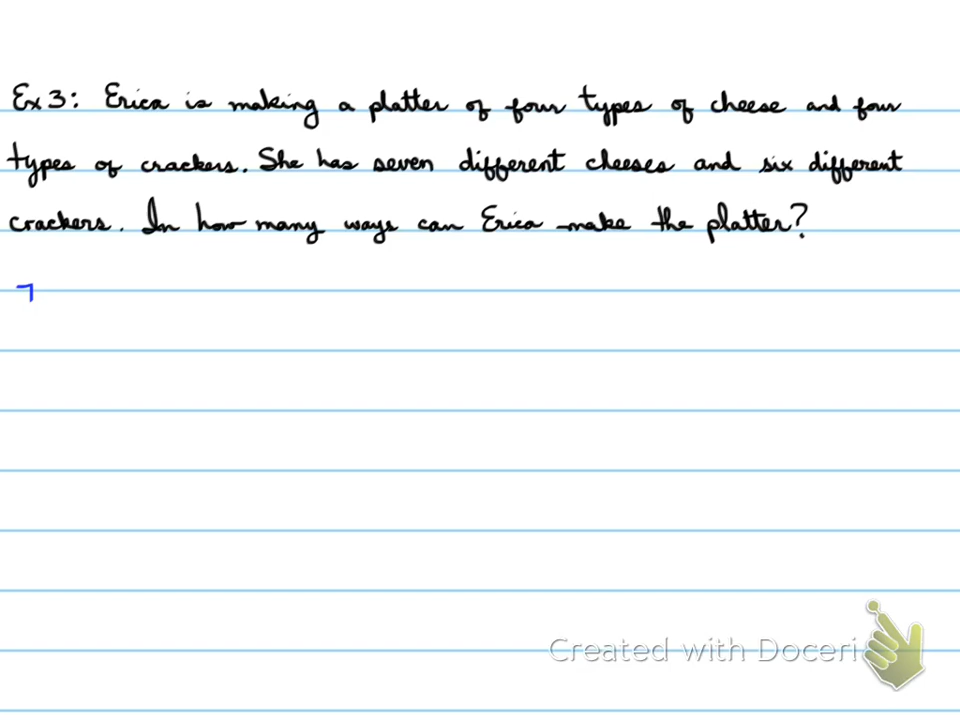 Ex 3: Erica is making a platter of four types of cheese and four
types of crackers. She has seven different cheeses and six different
crackers. In how many ways can Erica make the platter?
7
Created with Doceri